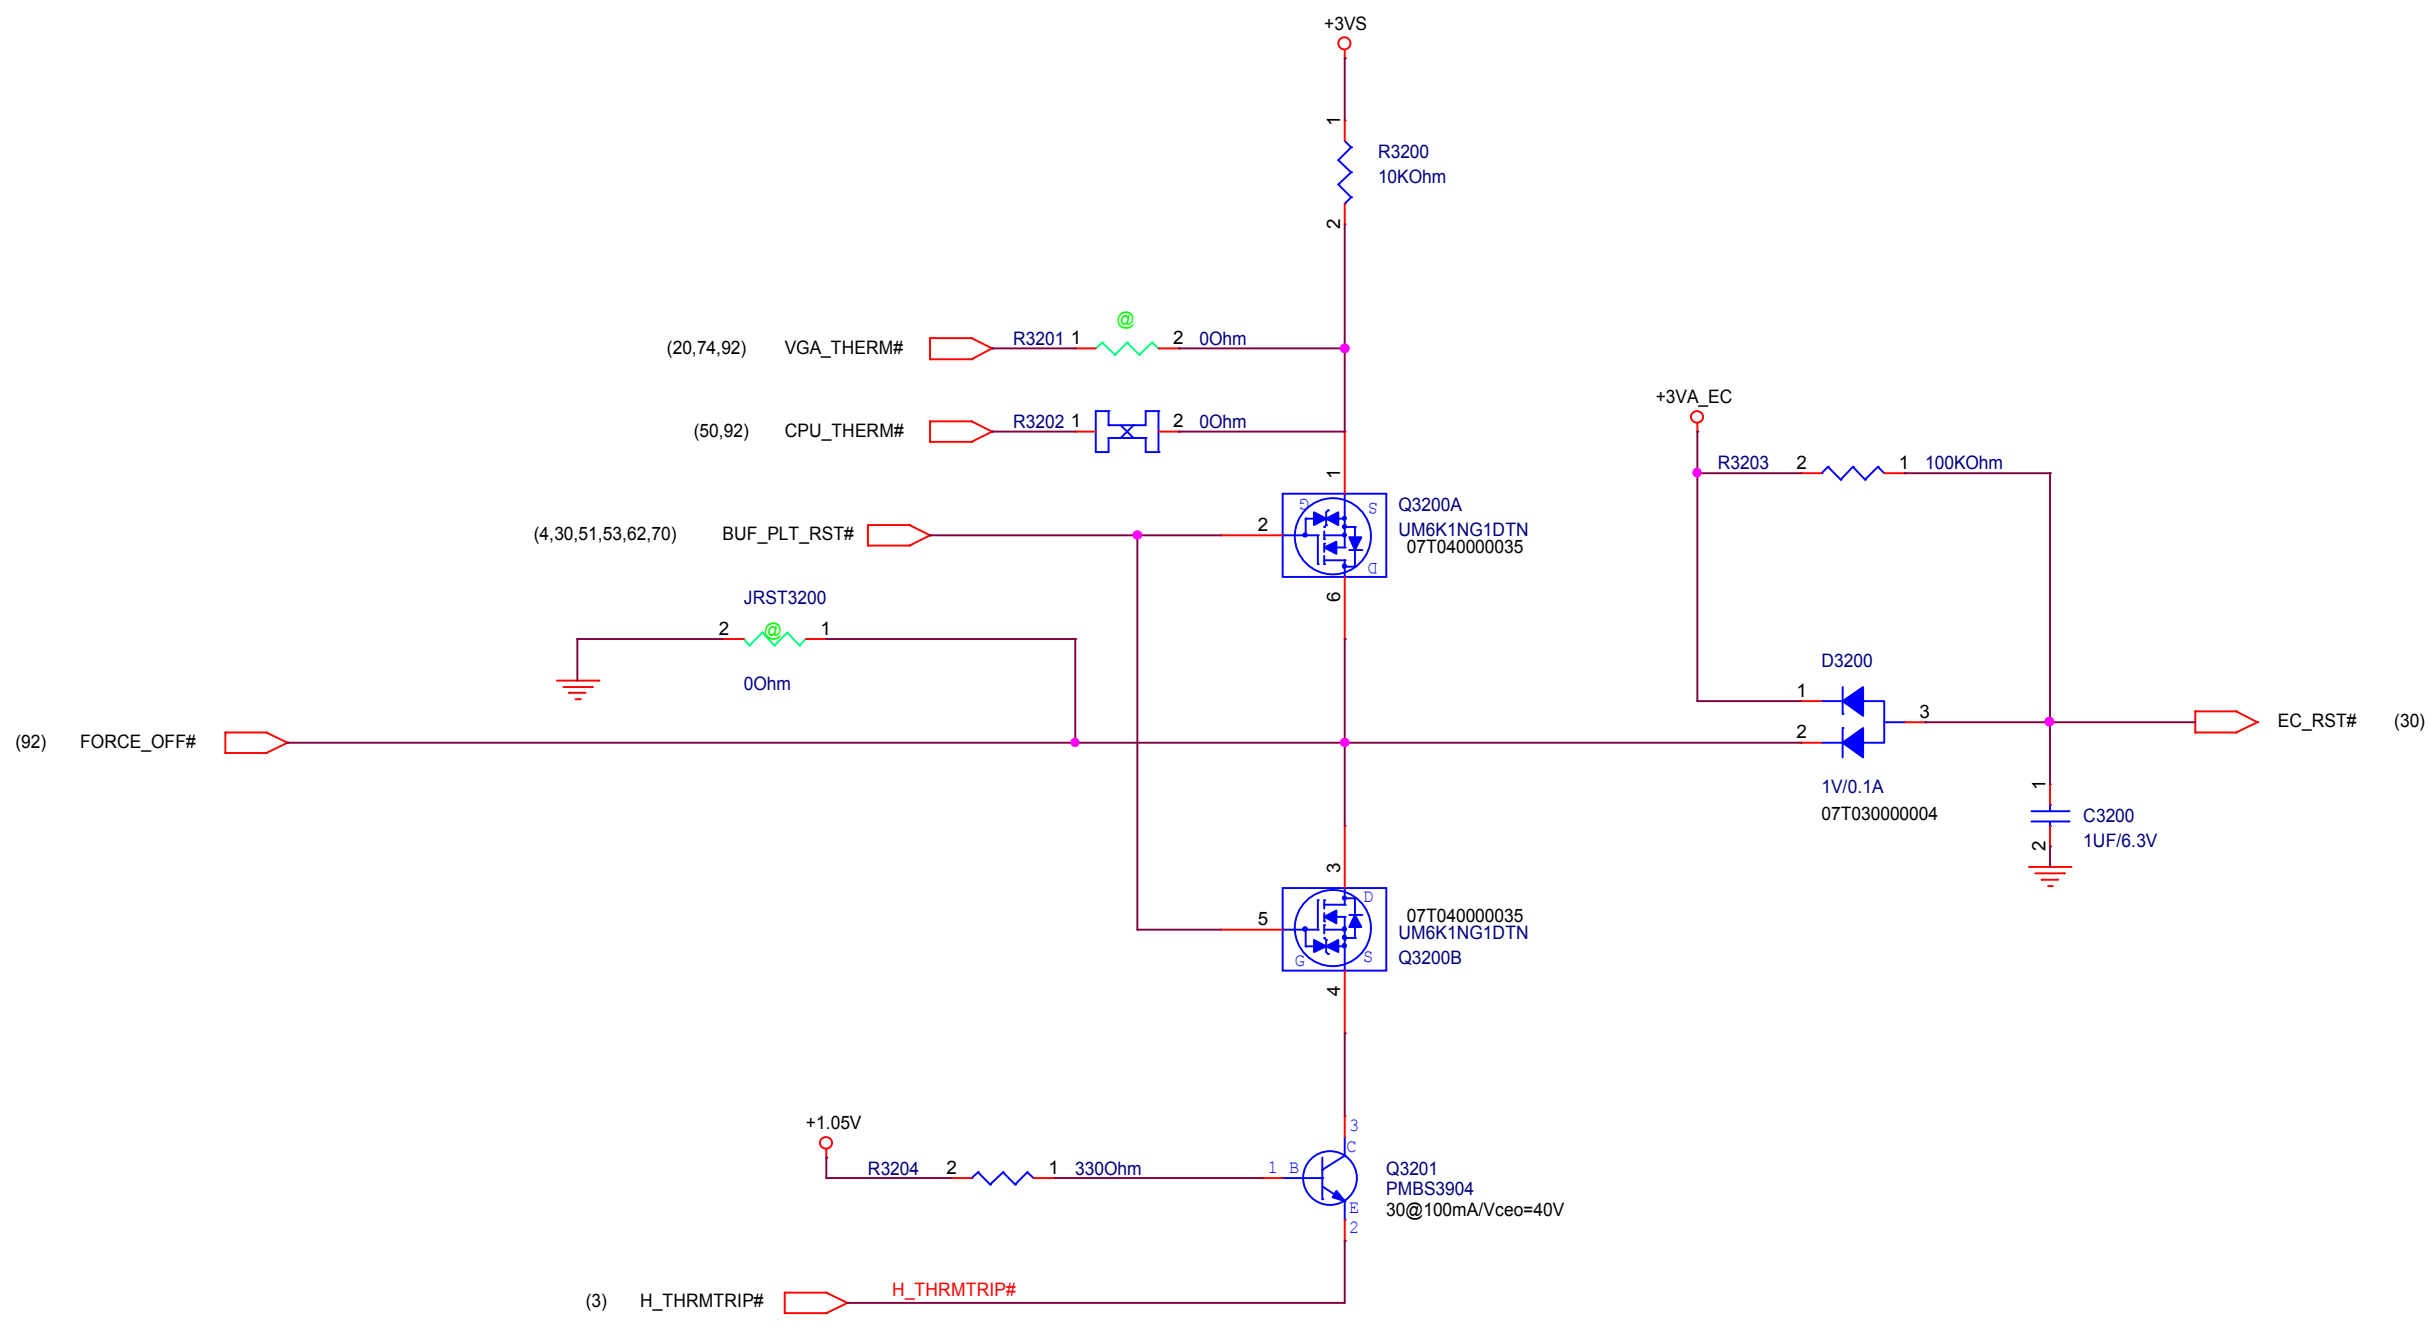 +3VS
1
R3200
10KOhm
2
@
(20,74,92) VGA_THERM# R3201 1 2 0Ohm
(50,92) CPU_THERM# R3202 1 2 0Ohm
+3VA_EC
R3203 2 1 100KOhm
1
G S
Q3200A
(4,30,51,53,62,70) BUF_PLT_RST# 2
UM6K1NG1DTN
07T040000035
D
6
JRST3200
2 @ 1
0Ohm
D3200
1
3
EC_RST# (30)
(92) FORCE_OFF#
2
1V/0.1A
07T030000004
1
C3200
1UF/6.3V
2
3
D
07T040000035
5
UM6K1NG1DTN
G S
Q3200B
4
+1.05V
3
C
R3204 2 1 330Ohm
1 B
Q3201
PMBS3904
30@100mA/Vceo=40V
E
2
(3) H_THRMTRIP# H_THRMTRIP#